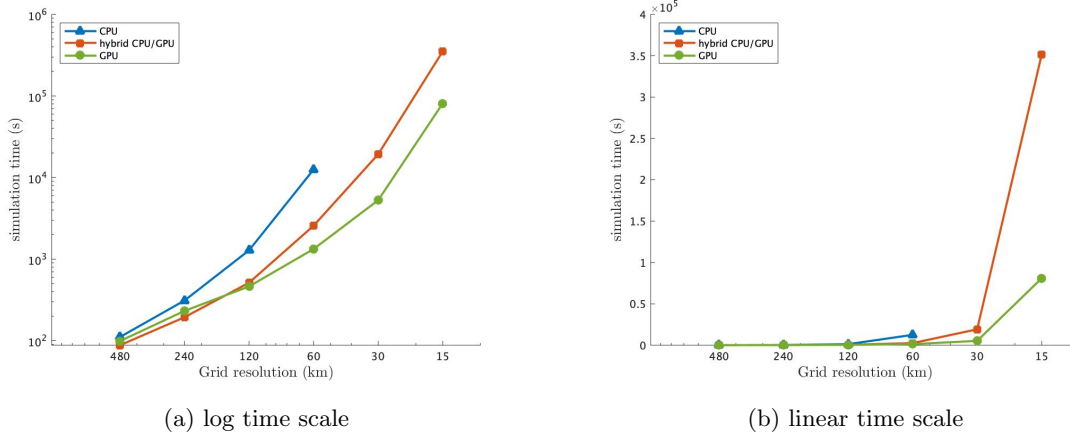 10^6
10^5
10^4
10^3
10^2
simulation time (s)
CPU
hybrid CPU/GPU
GPU
480 240 120 60 30 15
Grid resolution (km)
(a) log time scale
×10^5
4
3.5
3
2.5
2
1.5
1
0.5
0
simulation time (s)
CPU
hybrid CPU/GPU
GPU
480 240 120 60 30 15
Grid resolution (km)
(b) linear time scale